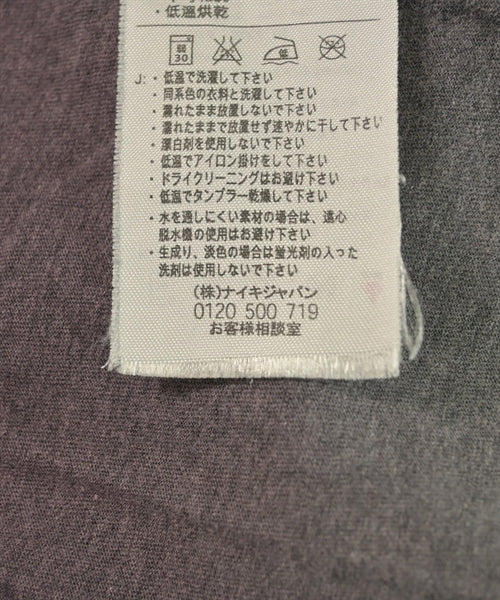 ・低溫烘乾
弱
30
低
J:・低温で洗濯して下さい
・同系色の衣料と洗濯して下さい
・濡れたまま放置しないで下さい
・濡れたままで放置せず速やかに干して下さい
・漂白剤を使用しないで下さい
・低温でアイロン掛けをして下さい
・ドライクリーニングはお避け下さい
・低温でタンブラー乾燥して下さい
・水を通しにくい素材の場合は、遠心
脱水機の使用はお避け下さい
・生成り、淡色の場合は蛍光剤の入った
洗剤は使用しないで下さい
(株)ナイキジャパン
0120 500 719
お客様相談室